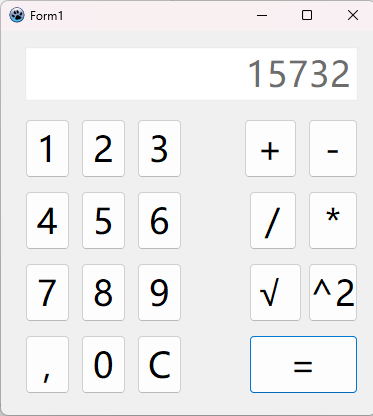 Form1
15732
1 2 3 + -
4 5 6 / *
7 8 9 √ ^2
, 0 C =